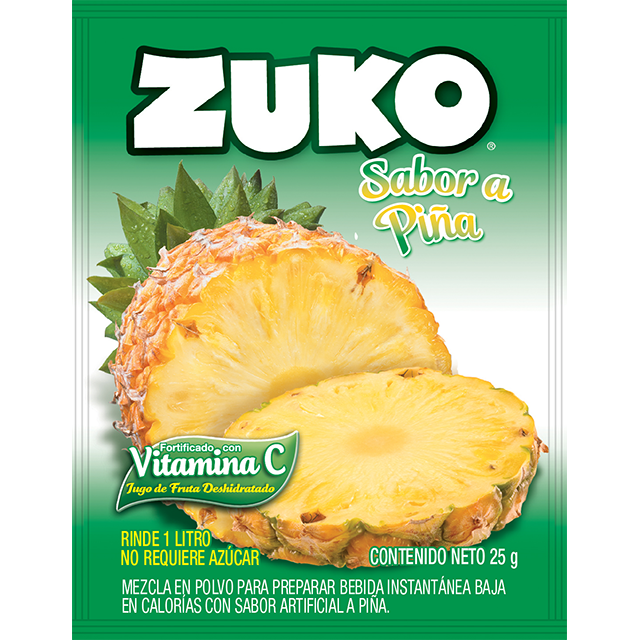 ZUKO
®
Sabor a
Piña
Fortificado con
Vitamina C
Jugo de Fruta Deshidratado
RINDE 1 LITRO
NO REQUIERE AZÚCAR
CONTENIDO NETO 25 g
MEZCLA EN POLVO PARA PREPARAR BEBIDA INSTANTÁNEA BAJA
EN CALORÍAS CON SABOR ARTIFICIAL A PIÑA.